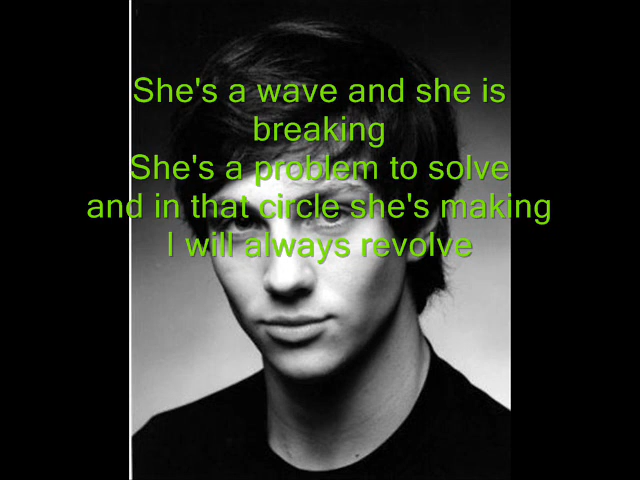 She's a wave and she is
breaking
She's a problem to solve
and in that circle she's making
I will always revolve